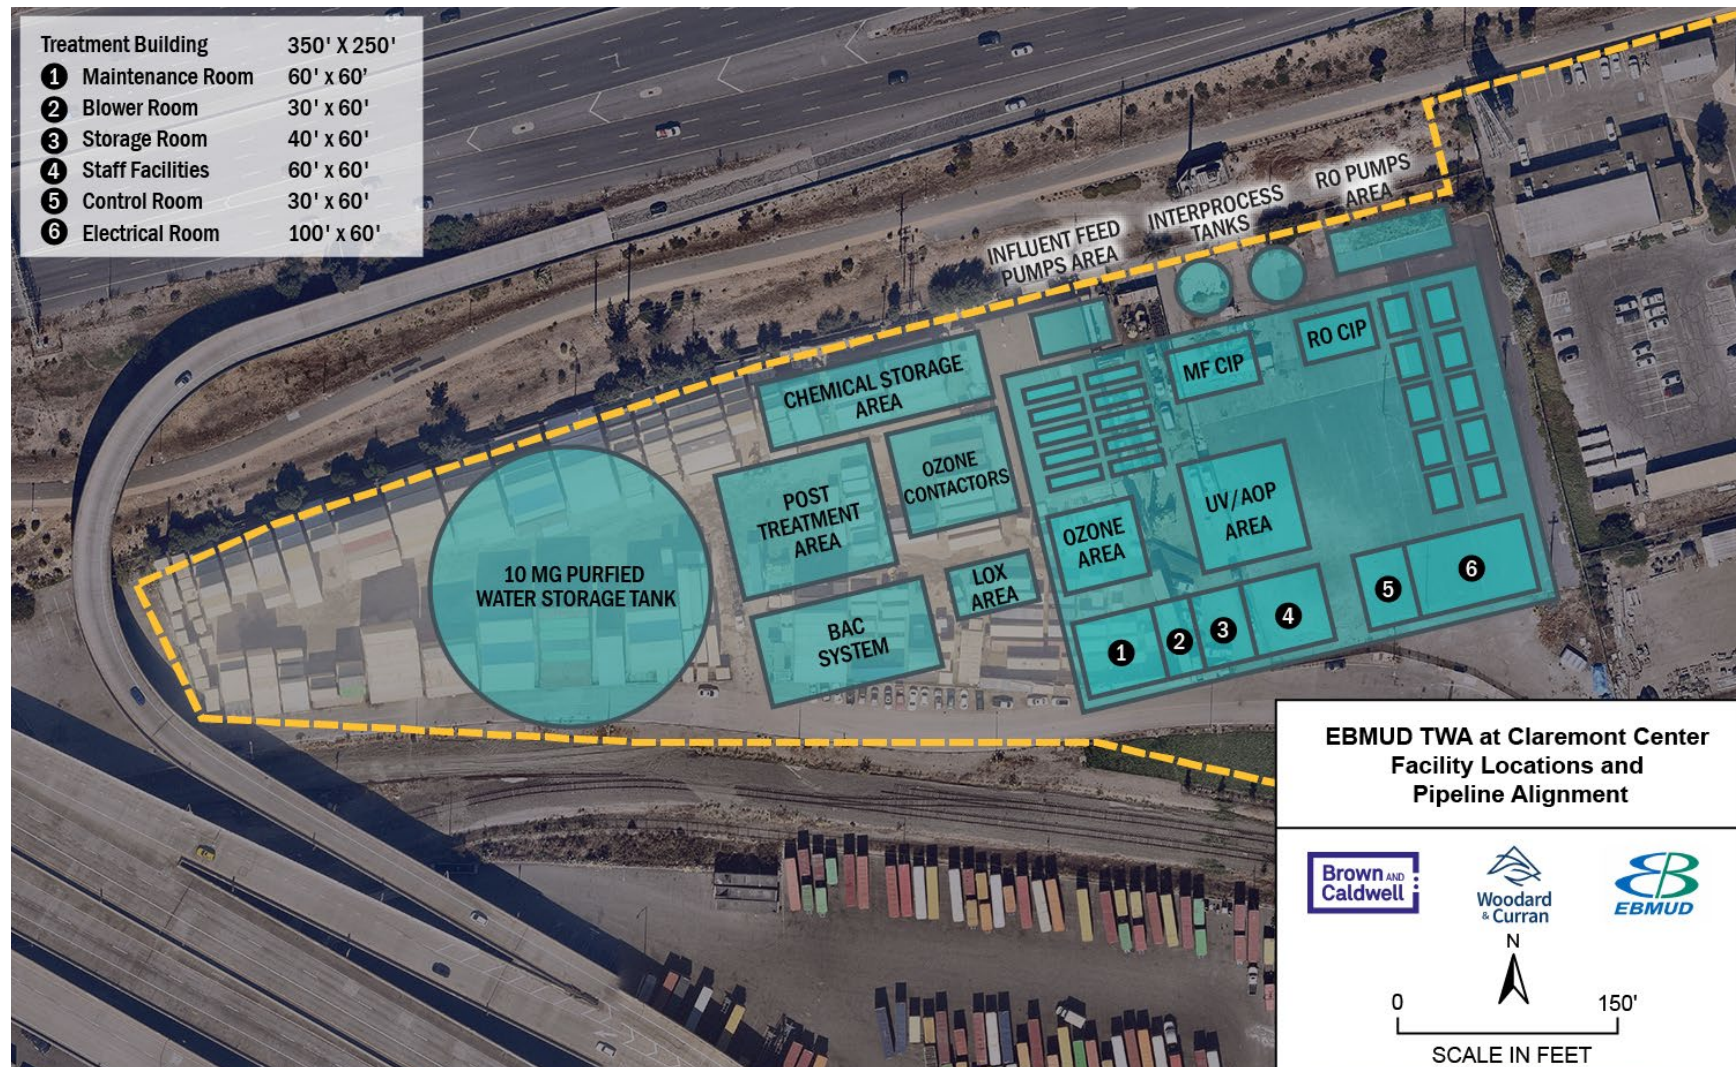 Treatment Building 350' X 250'
1 Maintenance Room 60' x 60'
2 Blower Room 30' x 60'
3 Storage Room 40' x 60'
4 Staff Facilities 60' x 60'
5 Control Room 30' x 60'
6 Electrical Room 100' x 60'
RO PUMPS
AREA
INTERPROCESS
TANKS
INFLUENT FEED
PUMPS AREA
CHEMICAL STORAGE
AREA
MF CIP
RO CIP
OZONE
CONTACTORS
POST
TREATMENT
AREA
UV/AOP
AREA
OZONE
AREA
10 MG PURFIED
WATER STORAGE TANK
LOX
AREA
BAC
SYSTEM
1
2
3
4
5
6
EBMUD TWA at Claremont Center
Facility Locations and
Pipeline Alignment
Brown AND
Caldwell
Woodard
& Curran
EBMUD
N
0 150'
SCALE IN FEET